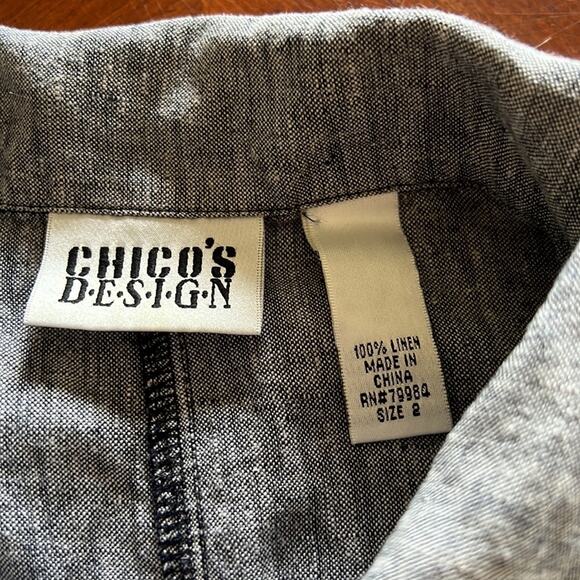 CHICO'S
D·E·S·I·G·N
100% LINEN
MADE IN
CHINA
RN#79984
SIZE 2